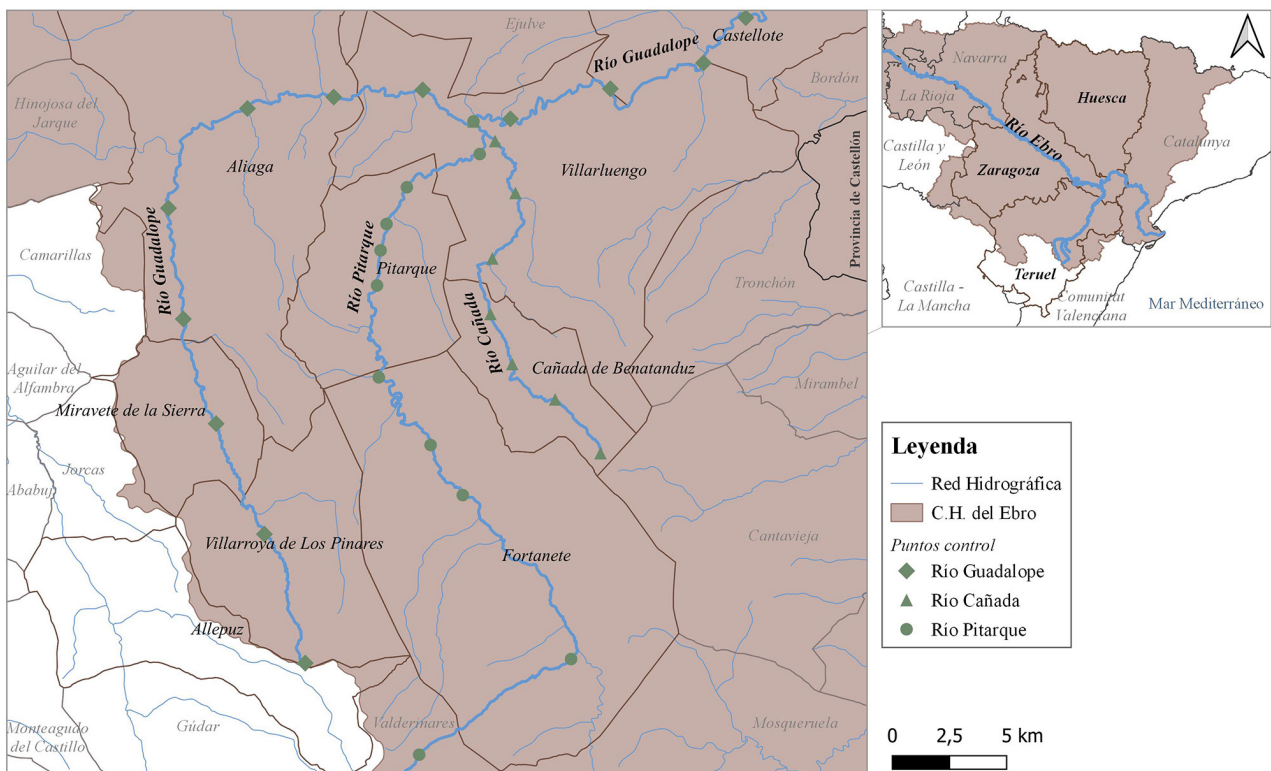 Ejulve
Castellote
Río Guadalope
Bordón
Hinojosa del
Jarque
Aliaga
Villarluengo
Provincia de Castellón
Río Guadalope
Río Pitarque
Pitarque
Camarillas
Tronchón
Río Cañada
Cañada de Benatanduz
Aguilar del
Alfambra
Mirambel
Miravete de la Sierra
Jorcas
Ababuj
Cantavieja
Villarroya de Los Pinares
Fortanete
Allepuz
Monteagudo
del Castillo
Gúdar
Valdelinares
Mosqueruela
Navarra
La Rioja
Huesca
Río Ebro
Catalunya
Castilla y
León
Zaragoza
Teruel
Castilla -
La Mancha
Comunitat
Valenciana
Mar Mediterráneo
Leyenda
Red Hidrográfica
C.H. del Ebro
Puntos control
Río Guadalope
Río Cañada
Río Pitarque
0 2,5 5 km